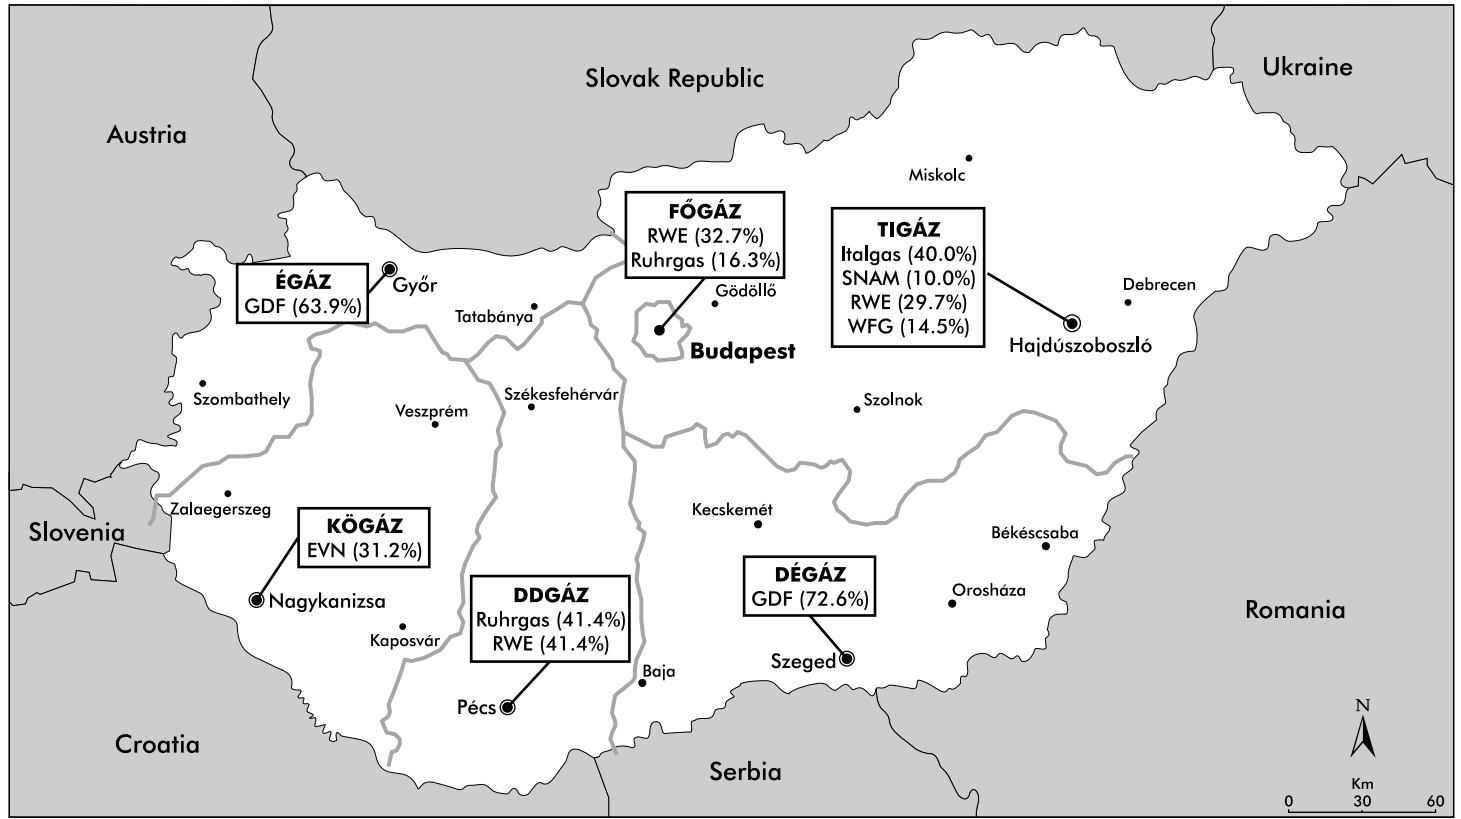 Slovak Republic
Ukraine
Austria
Miskolc
FŐGÁZ
RWE (32.7%)
Ruhrgas (16.3%)
TIGÁZ
Italgas (40.0%)
SNAM (10.0%)
RWE (29.7%)
WFG (14.5%)
ÉGÁZ
GDF (63.9%)
Győr
Gödöllő
Debrecen
Tatabánya
Budapest
Hajdúszoboszló
Szombathely
Veszprém
Székesfehérvár
Szolnok
Zalaegerszeg
Slovenia
KÖGÁZ
EVN (31.2%)
Kecskemét
Békéscsaba
Nagykanizsa
DDGÁZ
Ruhrgas (41.4%)
RWE (41.4%)
DÉGÁZ
GDF (72.6%)
Orosháza
Romania
Kaposvár
Baja
Szeged
Pécs
Croatia
Serbia
N
Km
0 30 60